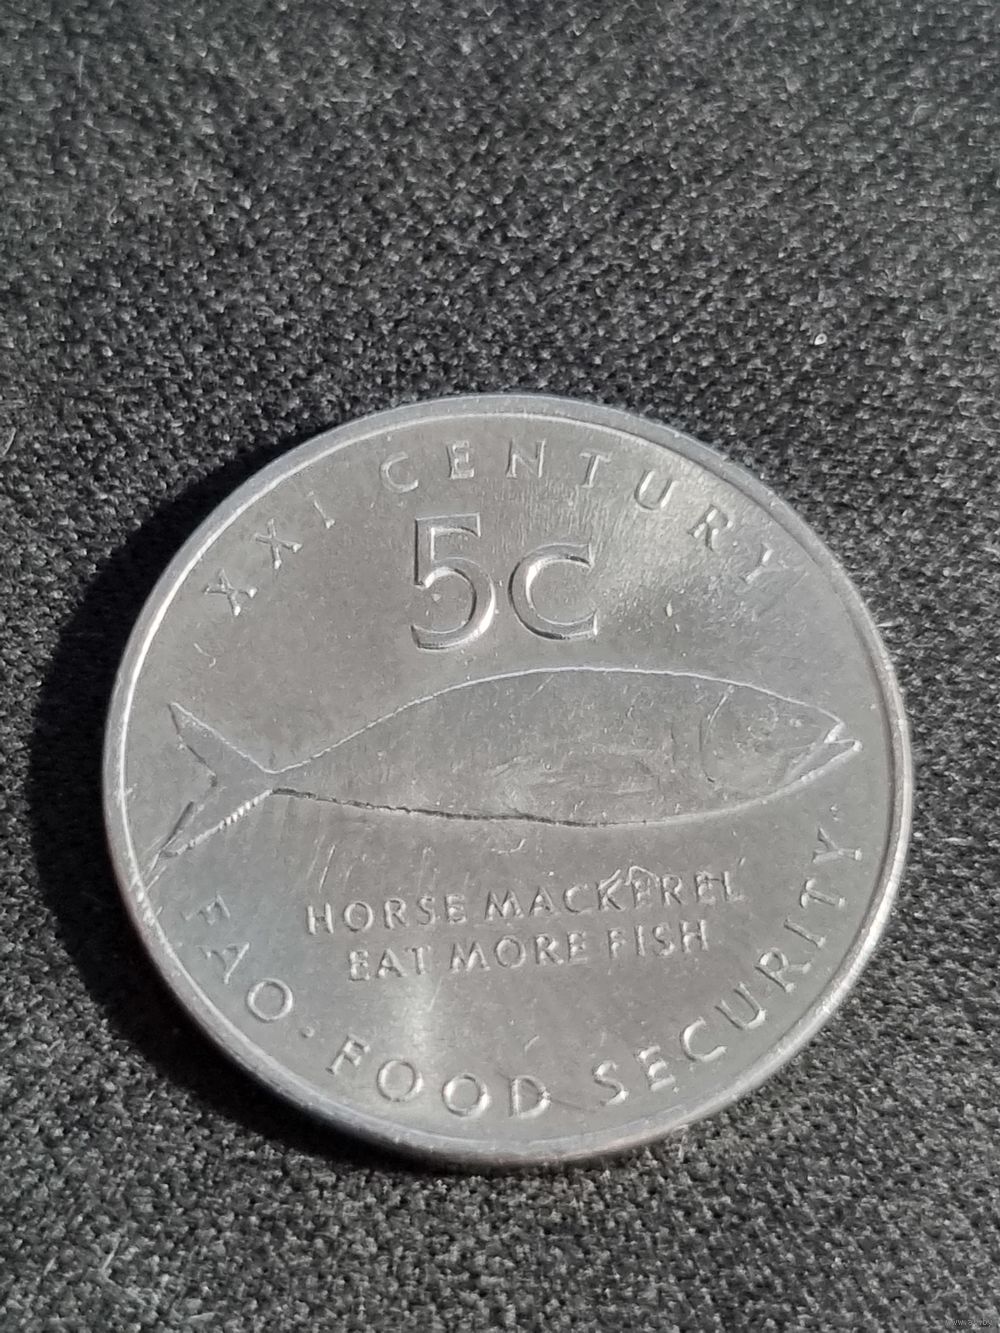 XXI CENTURY
5c
HORSE MACKEREL
EAT MORE FISH
FAO · FOOD SECURITY ·